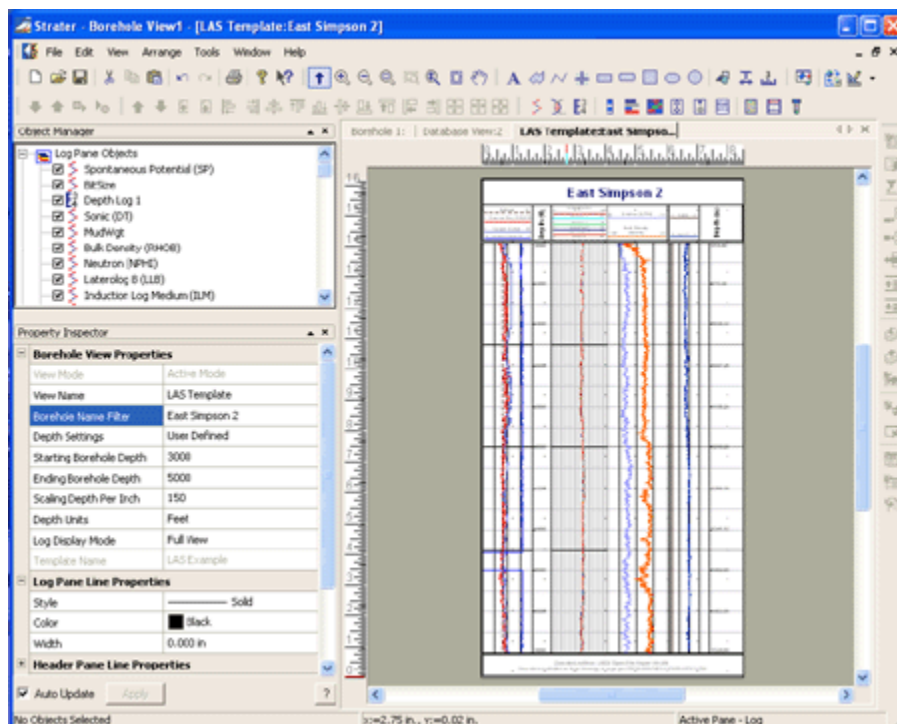 Strater - Borehole View1 - [LAS Template:East Simpson 2]
File Edit View Arrange Tools Window Help
Object Manager
Log Pane Objects
Spontaneous Potential (SP)
BitSize
Depth Log 1
Sonic (DT)
MudWgt
Bulk Density (RHOB)
Neutron (NPHI)
Laterolog 8 (LL8)
Induction Log Medium (ILM)
Property Inspector
Borehole View Properties
View Mode Active Mode
View Name LAS Template
Borehole Name Filter East Simpson 2
Depth Settings User Defined
Starting Borehole Depth 3000
Ending Borehole Depth 5000
Scaling Depth Per Inch 150
Depth Units Feet
Log Display Mode Full View
Template Name LAS Example
Log Pane Line Properties
Style Solid
Color Black
Width 0.000 in
Header Pane Line Properties
Auto Update Apply ?
Borehole 1: Database View:2 LAS Template:East Simpso...
East Simpson 2
No Objects Selected x:=2.75 in., y:=0.02 in. Active Pane - Log